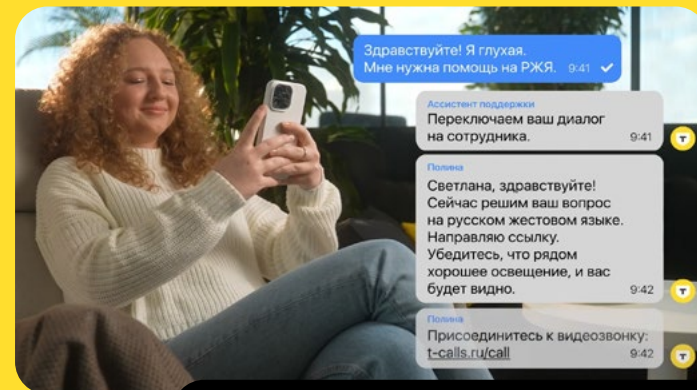 Здравствуйте! Я глухая.
Мне нужна помощь на РЖЯ. 9:41
Ассистент поддержки
Переключаем ваш диалог
на сотрудника. 9:41
Т
Полина
Светлана, здравствуйте!
Сейчас решим ваш вопрос
на русском жестовом языке.
Направляю ссылку.
Убедитесь, что рядом
хорошее освещение, и вас
будет видно. 9:42
Т
Полина
Присоединитесь к видеозвонку:
t-calls.ru/call 9:42
Т